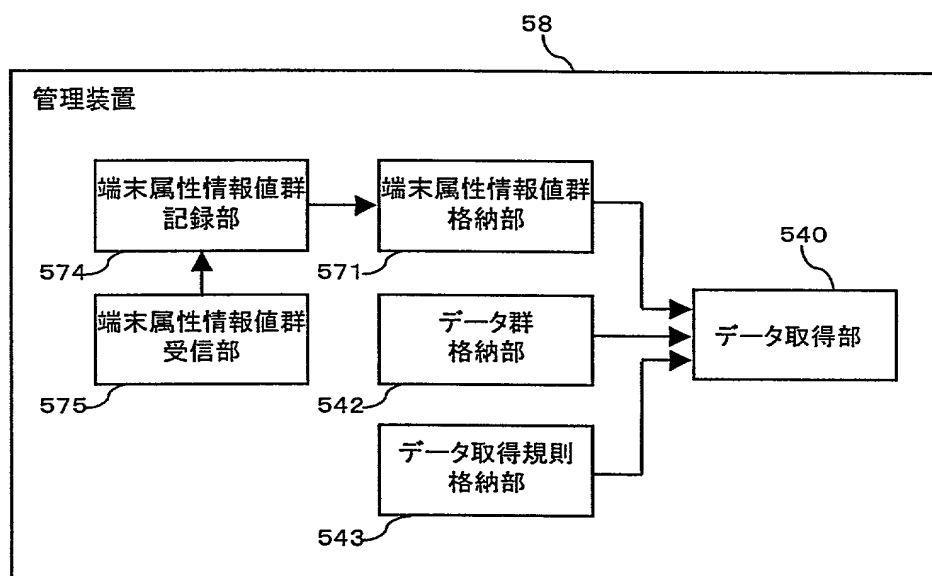 58
管理装置
端末属性情報値群
記録部
574
端末属性情報値群
格納部
571
540
データ取得部
端末属性情報値群
受信部
575
データ群
格納部
542
データ取得規則
格納部
543